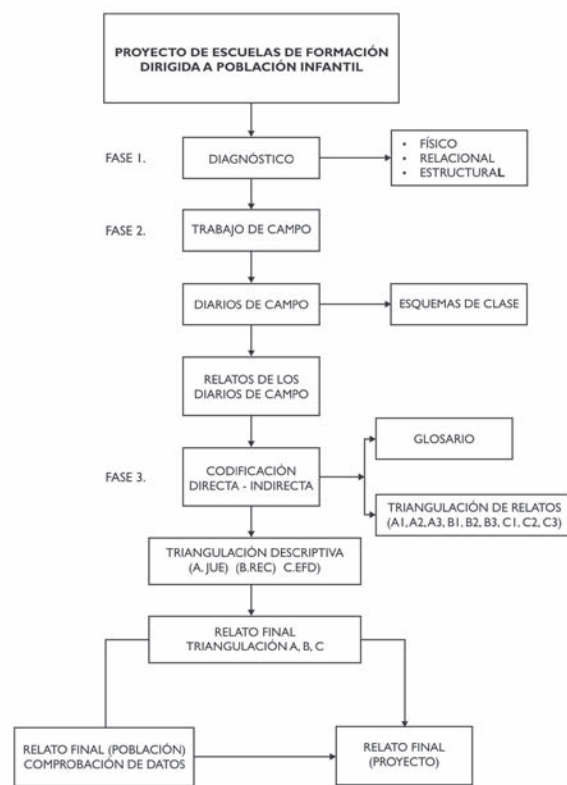 PROYECTO DE ESCUELAS DE FORMACIÓN
DIRIGIDA A POBLACIÓN INFANTIL
FASE 1.
DIAGNÓSTICO
• FÍSICO
• RELACIONAL
• ESTRUCTURAL
FASE 2.
TRABAJO DE CAMPO
DIARIOS DE CAMPO
ESQUEMAS DE CLASE
RELATOS DE LOS
DIARIOS DE CAMPO
FASE 3.
CODIFICACIÓN
DIRECTA - INDIRECTA
GLOSARIO
TRIANGULACIÓN DE RELATOS
(A1, A2, A3, B1, B2, B3, C1, C2, C3)
TRIANGULACIÓN DESCRIPTIVA
(A. JUE) (B.REC) C.EFD)
RELATO FINAL
TRIANGULACIÓN A, B, C
RELATO FINAL (POBLACIÓN)
COMPROBACIÓN DE DATOS
RELATO FINAL
(PROYECTO)